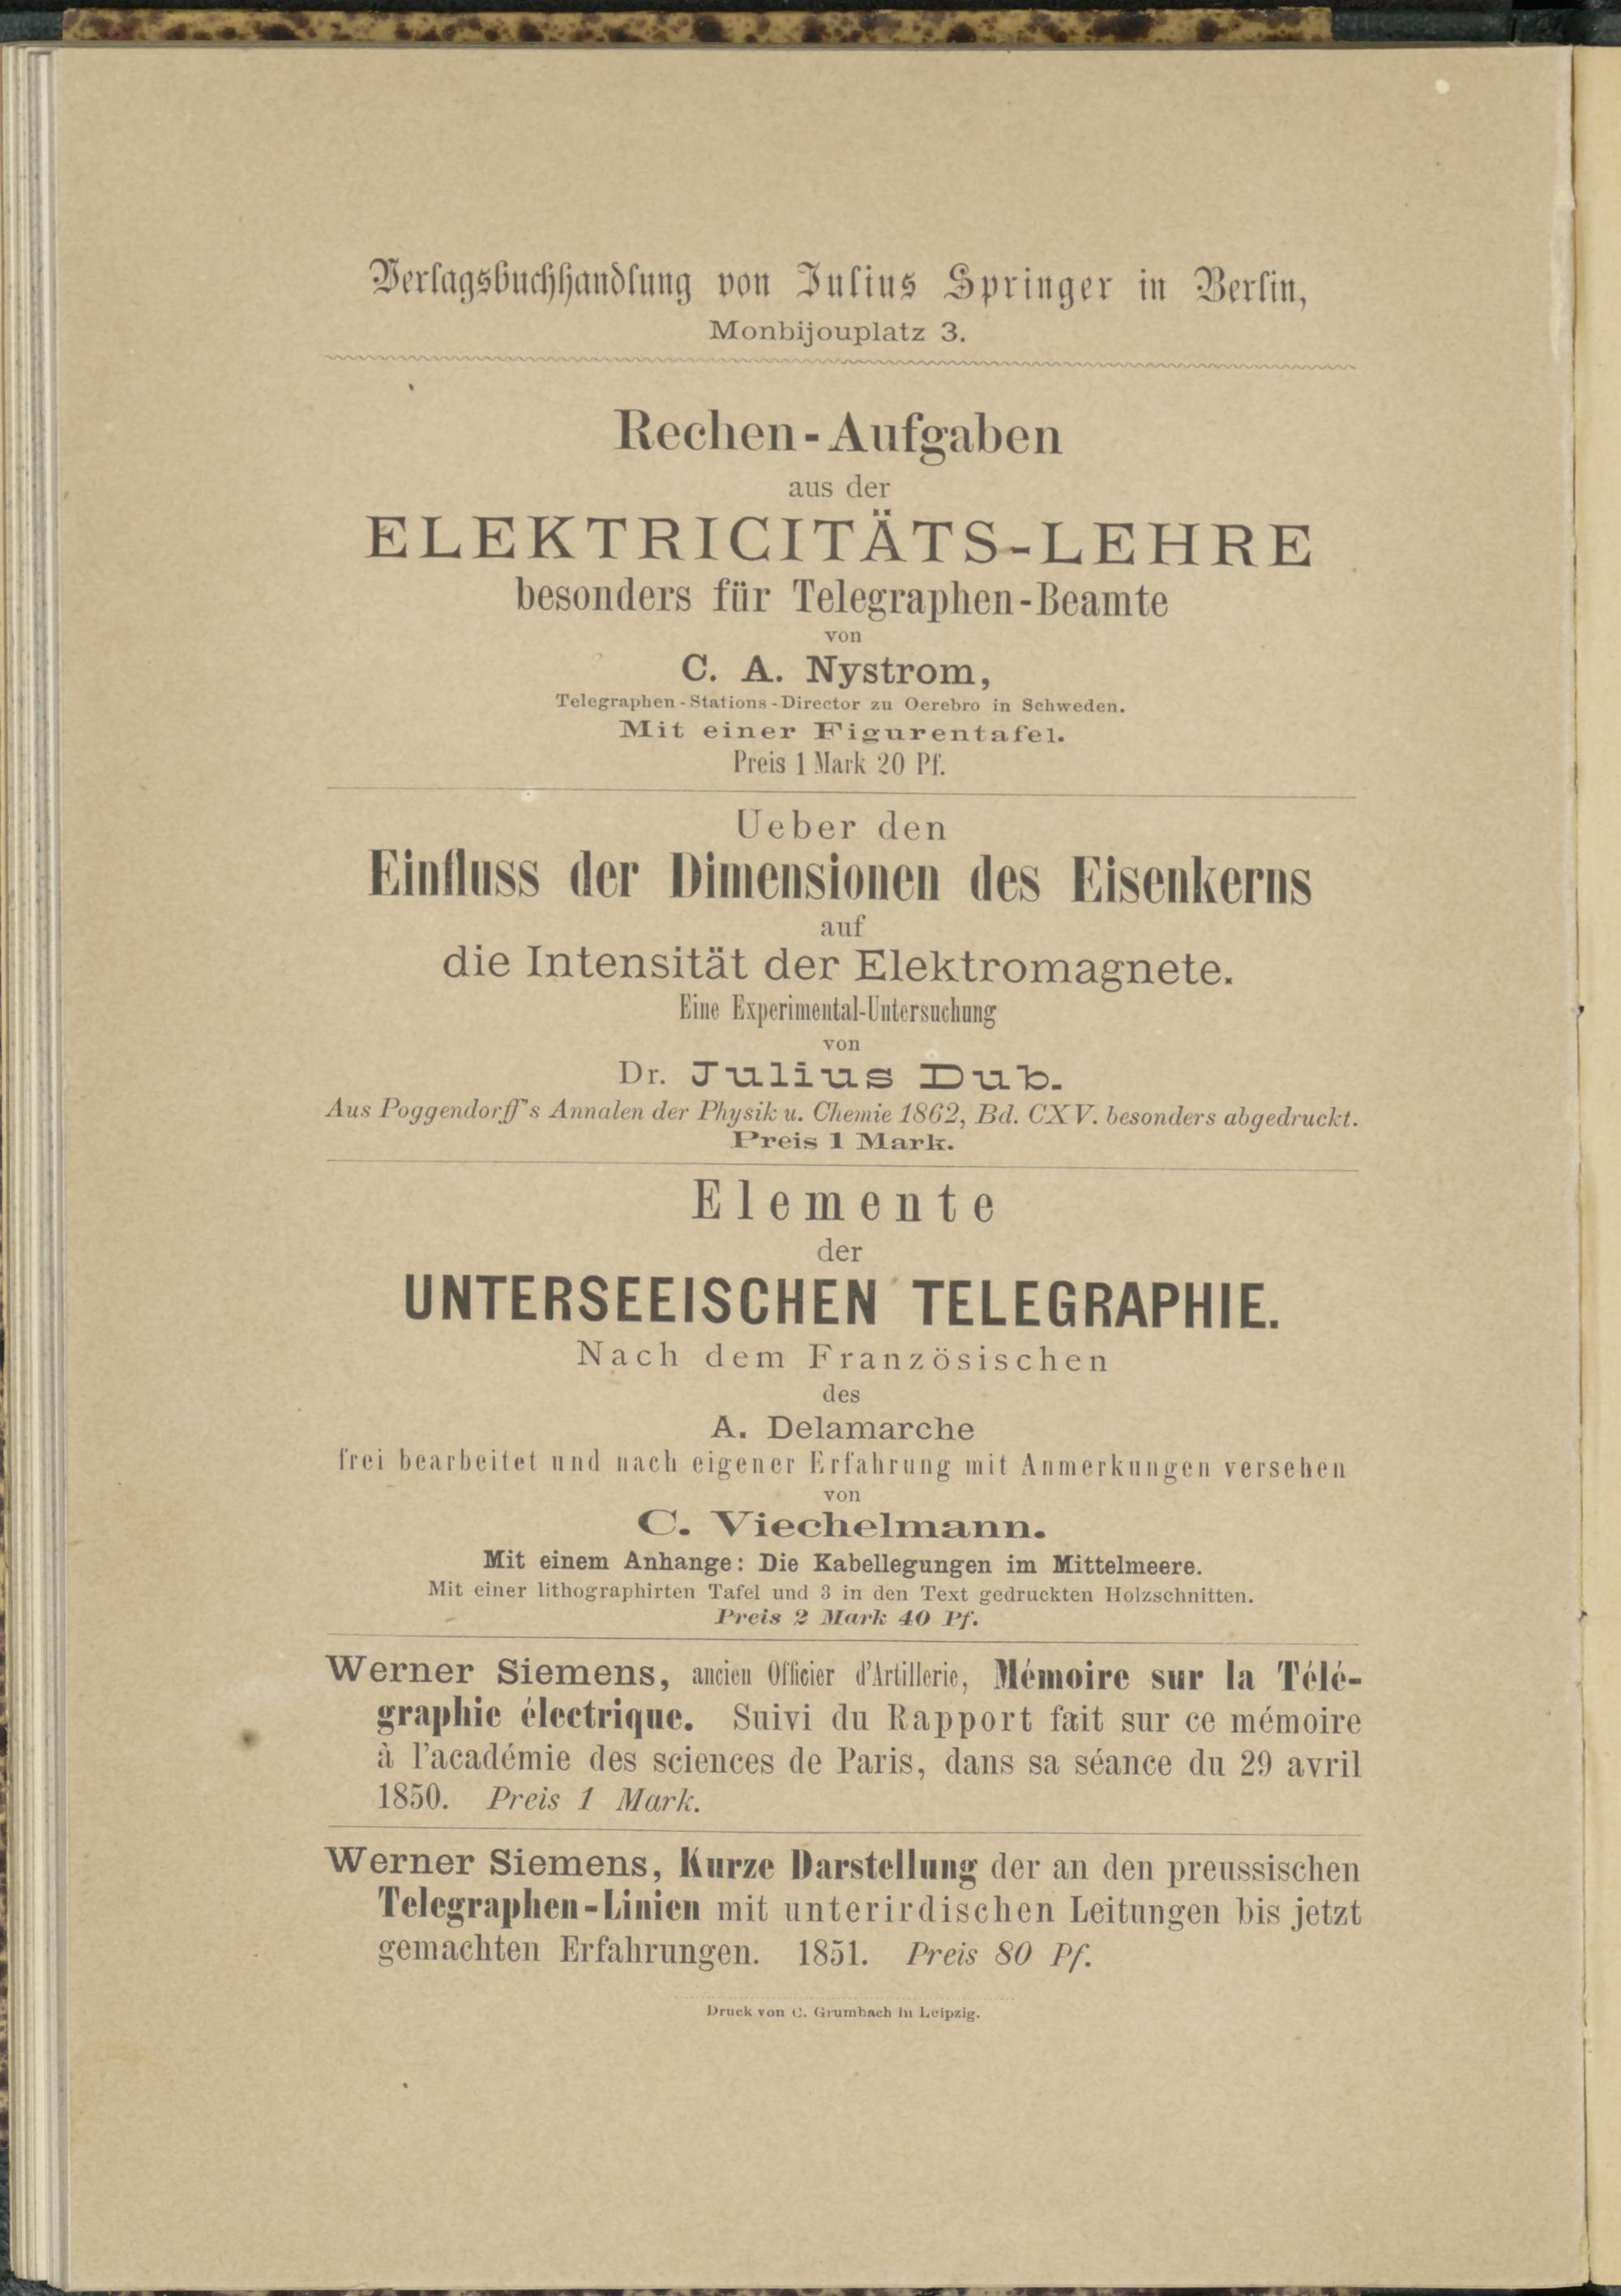 Verlagsbuchhandlung von Julius Springer in Berlin,
Monbijouplatz 3.
Rechen-Aufgaben
aus der
ELEKTRICITÄTS-LEHRE
besonders für Telegraphen-Beamte
von
C. A. Nystrom,
Telegraphen-Stations-Director zu Oerebro in Schweden.
Mit einer Figurentafel.
Preis 1 Mark 20 Pf.
Ueber den
Einfluss der Dimensionen des Eisenkerns
auf
die Intensität der Elektromagnete.
Eine Experimental-Untersuchung
von
Dr. Julius Dub.
Aus Poggendorff's Annalen der Physik u. Chemie 1862, Bd. CXV. besonders abgedruckt.
Preis 1 Mark.
Elemente
der
UNTERSEEISCHEN TELEGRAPHIE.
Nach dem Französischen
des
A. Delamarche
frei bearbeitet und nach eigener Erfahrung mit Anmerkungen versehen
von
C. Viechelmann.
Mit einem Anhange: Die Kabellegungen im Mittelmeere.
Mit einer lithographirten Tafel und 3 in den Text gedruckten Holzschnitten.
Preis 2 Mark 40 Pf.
Werner Siemens, ancien Officier d'Artillerie, Mémoire sur la Télé-
graphie électrique. Suivi du Rapport fait sur ce mémoire
à l'académie des sciences de Paris, dans sa séance du 29 avril
1850. Preis 1 Mark.
Werner Siemens, Kurze Darstellung der an den preussischen
Telegraphen-Linien mit unterirdischen Leitungen bis jetzt
gemachten Erfahrungen. 1851. Preis 80 Pf.
Druck von C. Grumbach in Leipzig.